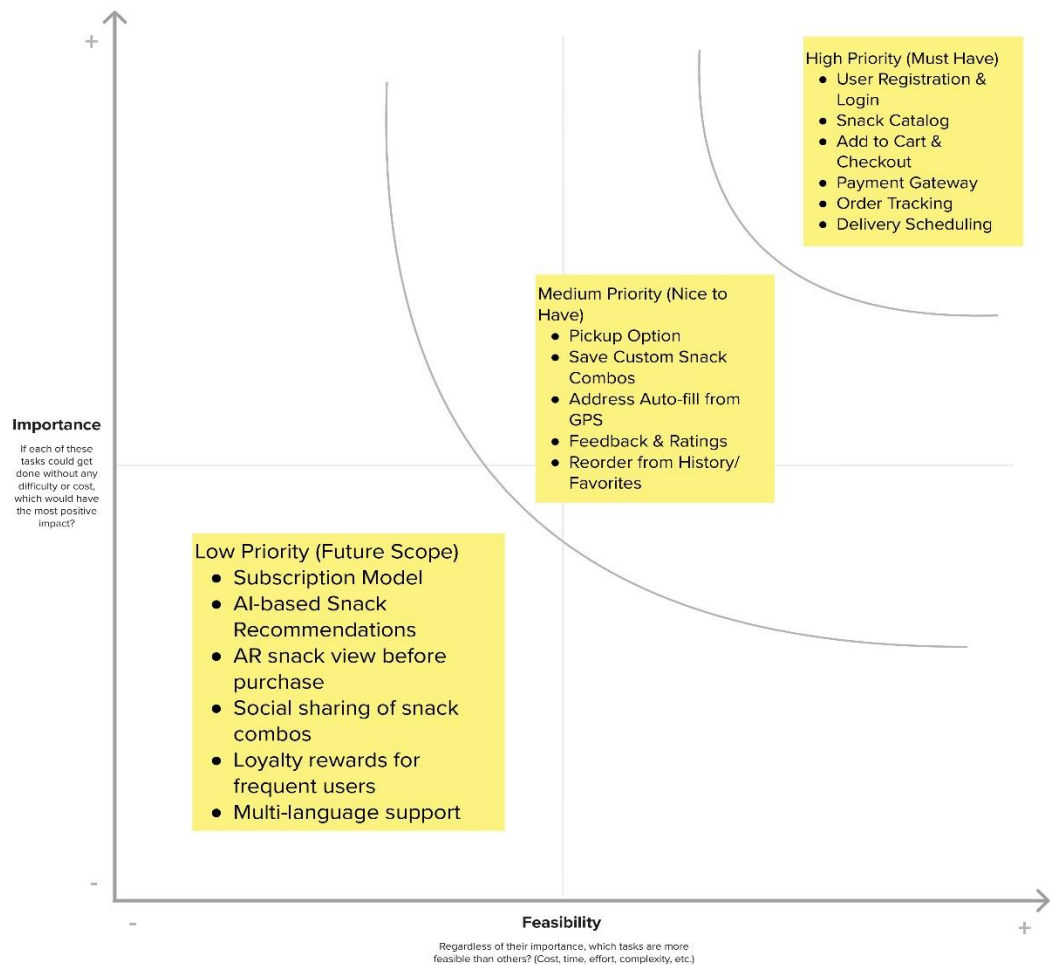 +
High Priority (Must Have)
● User Registration &
Login
● Snack Catalog
● Add to Cart &
Checkout
● Payment Gateway
● Order Tracking
● Delivery Scheduling
Medium Priority (Nice to
Have)
● Pickup Option
● Save Custom Snack
Combos
● Address Auto-fill from
GPS
● Feedback & Ratings
● Reorder from History/
Favorites
Importance
If each of these
tasks could get
done without any
difficulty or cost,
which would have
the most positive
impact?
Low Priority (Future Scope)
● Subscription Model
● AI-based Snack
Recommendations
● AR snack view before
purchase
● Social sharing of snack
combos
● Loyalty rewards for
frequent users
● Multi-language support
-
-
Feasibility
+
Regardless of their importance, which tasks are more
feasible than others? (Cost, time, effort, complexity, etc.)